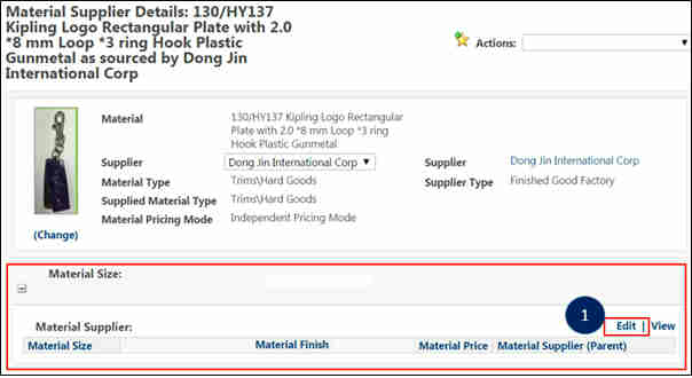 Material Supplier Details: 130/HY137
Kipling Logo Rectangular Plate with 2.0
*8 mm Loop *3 ring Hook Plastic
Gunmetal as sourced by Dong Jin
International Corp
Actions:
Material 130/HY137 Kipling Logo Rectangular
Plate with 2.0 *8 mm Loop *3 ring
Hook Plastic Gunmetal
Supplier Dong Jin International Corp Supplier Dong Jin International Corp
Material Type Trims\Hard Goods Supplier Type Finished Good Factory
Supplied Material Type Trims\Hard Goods
Material Pricing Mode Independent Pricing Mode
(Change)
Material Size:
1
Material Supplier: Edit | View
Material Size Material Finish Material Price Material Supplier (Parent)